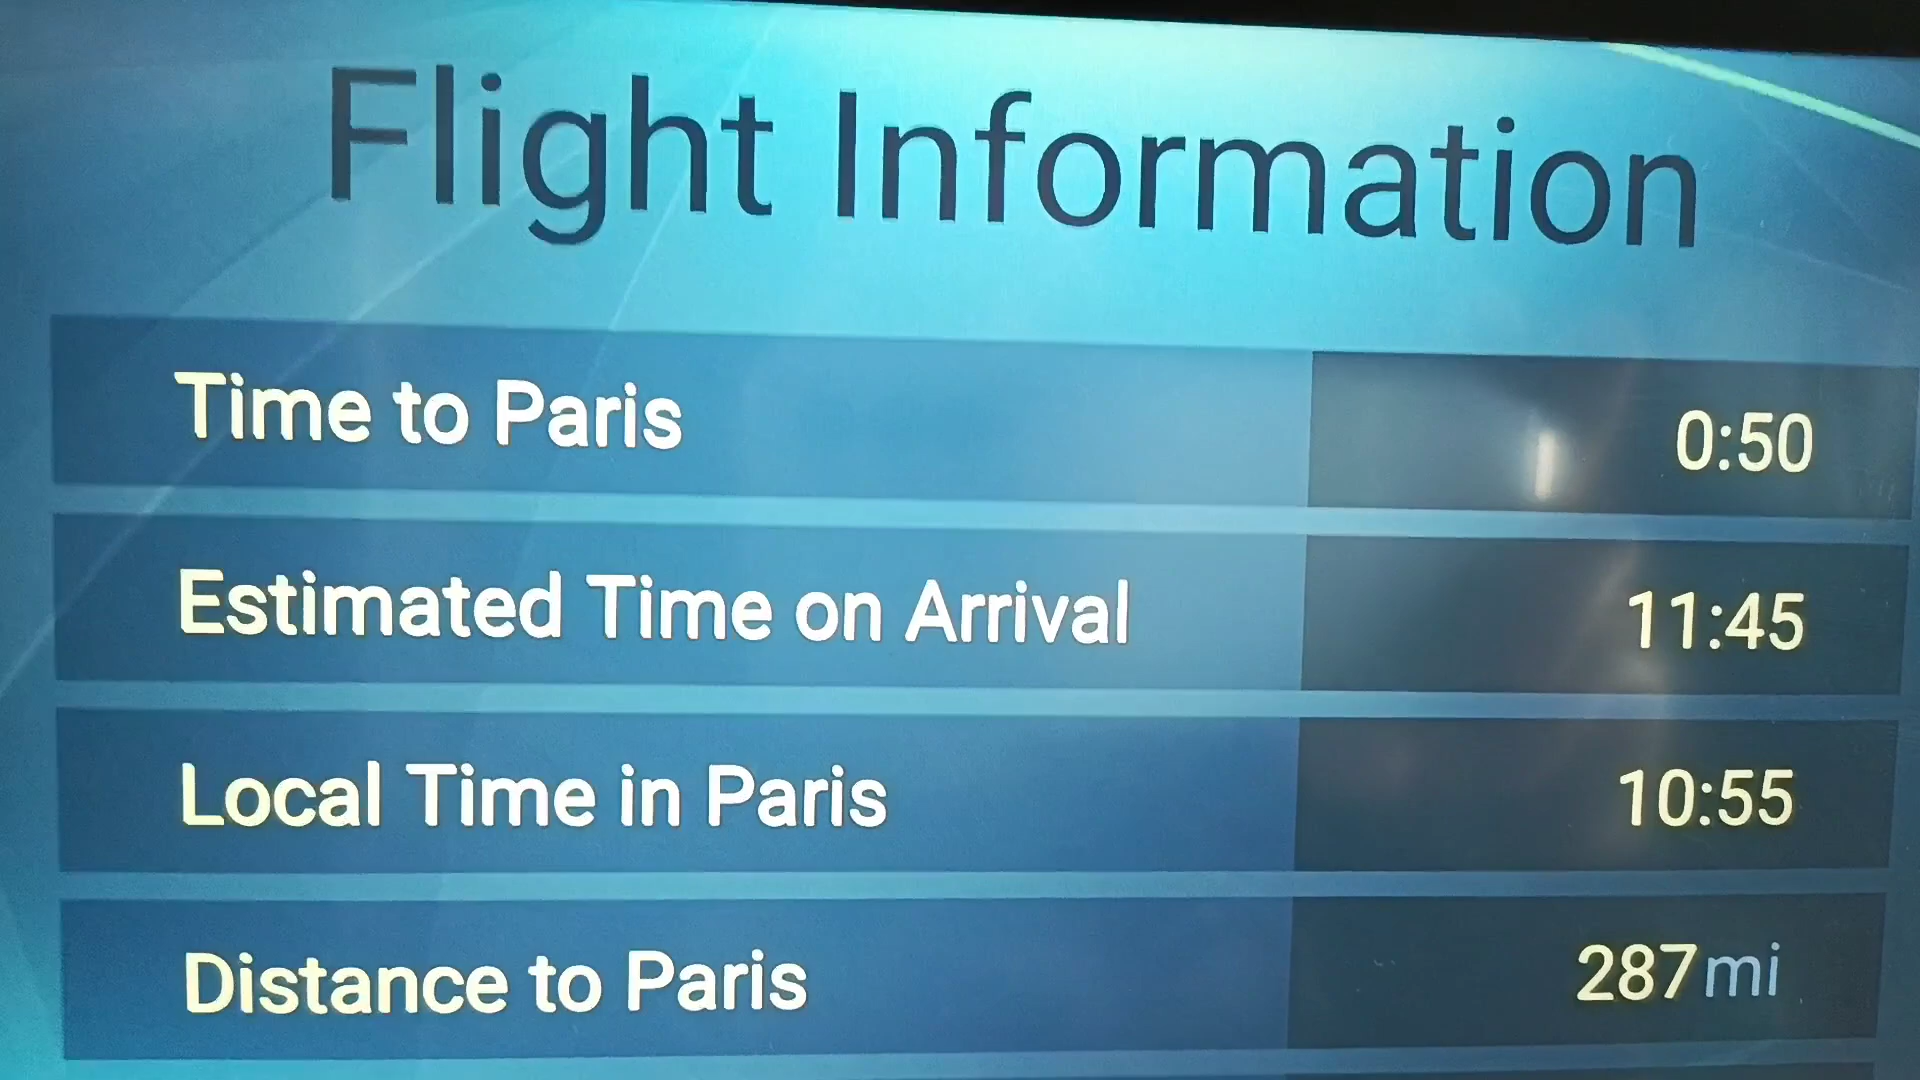 Flight Information
Time to Paris 0:50
Estimated Time on Arrival 11:45
Local Time in Paris 10:55
Distance to Paris 287mi